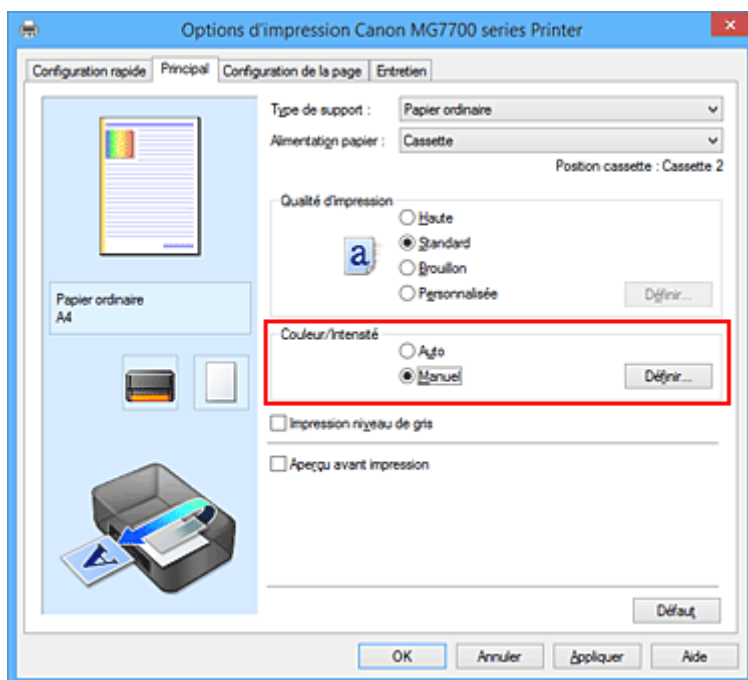 Options d'impression Canon MG7700 series Printer
Configuration rapide Principal Configuration de la page Entretien
Type de support : Papier ordinaire
Alimentation papier : Cassette
Position cassette : Cassette 2
Qualité d'impression
Haute
a Standard
Brouillon
Personnalisée Définir...
Papier ordinaire
A4
Couleur/Intensité
Auto
Manuel Définir...
Impression niveau de gris
Aperçu avant impression
A
Défaut
OK Annuler Appliquer Aide